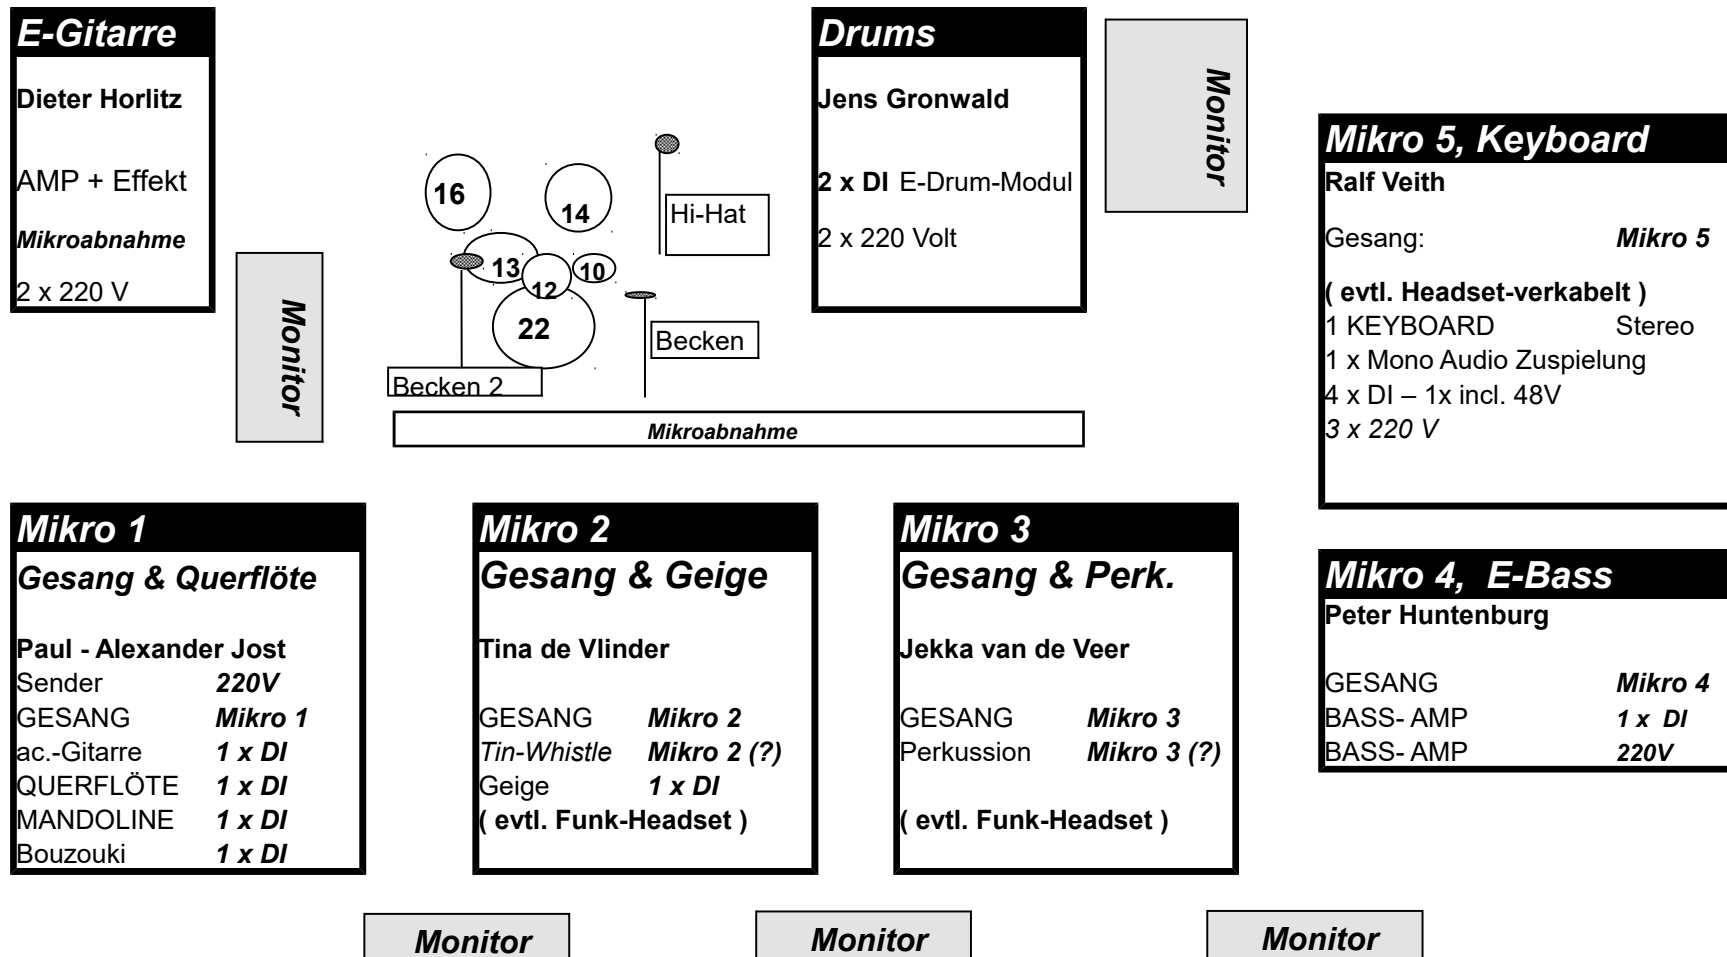 E-Gitarre
Dieter Horlitz
AMP + Effekt
Mikroabnahme
2 x 220 V
Monitor
16
14
13
12
10
22
Hi-Hat
Becken
Becken 2
Mikroabnahme
Drums
Jens Gronwald
2 x DI E-Drum-Modul
2 x 220 Volt
Monitor
Mikro 5, Keyboard
Ralf Veith
Gesang: Mikro 5
( evtl. Headset-verkabelt )
1 KEYBOARD Stereo
1 x Mono Audio Zuspielung
4 x DI – 1x incl. 48V
3 x 220 V
Mikro 1
Gesang & Querflöte
Paul - Alexander Jost
Sender 220V
GESANG Mikro 1
ac.-Gitarre 1 x DI
QUERFLÖTE 1 x DI
MANDOLINE 1 x DI
Bouzouki 1 x DI
Mikro 2
Gesang & Geige
Tina de Vlinder
GESANG Mikro 2
Tin-Whistle Mikro 2 (?)
Geige 1 x DI
( evtl. Funk-Headset )
Mikro 3
Gesang & Perk.
Jekka van de Veer
GESANG Mikro 3
Perkussion Mikro 3 (?)
( evtl. Funk-Headset )
Mikro 4, E-Bass
Peter Huntenburg
GESANG Mikro 4
BASS- AMP 1 x DI
BASS- AMP 220V
Monitor
Monitor
Monitor